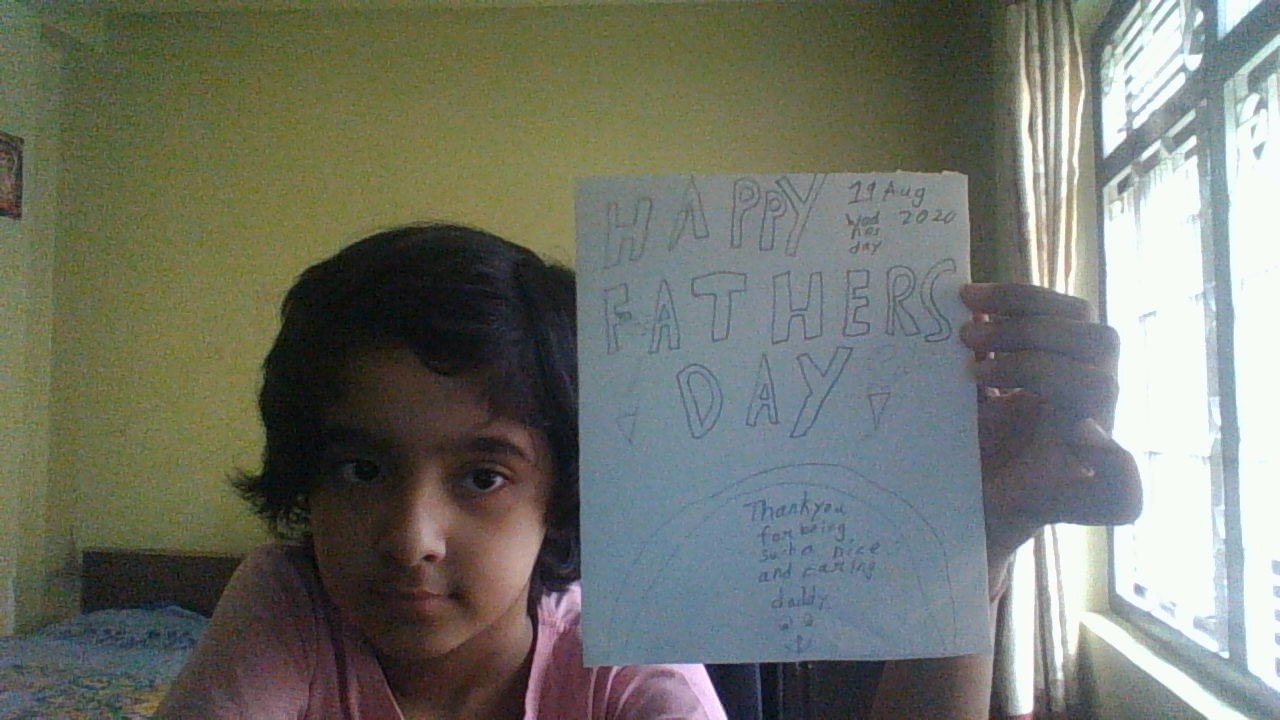 HAPPY
19 Aug
Wed 2020
nes
day
FATHERS
DAY
Thankyou
for being
such a nice
and caring
daddy